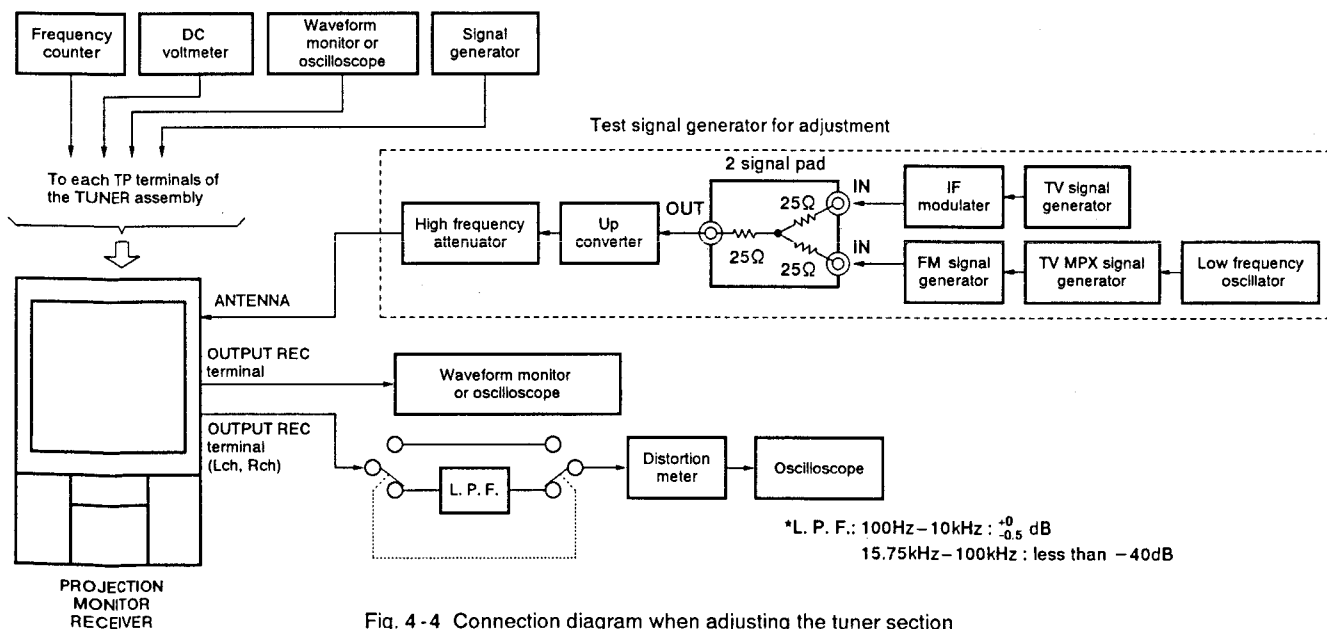 Frequency
counter
DC
voltmeter
Waveform
monitor or
oscilloscope
Signal
generator
To each TP terminals of
the TUNER assembly
Test signal generator for adjustment
2 signal pad
IN
OUT
25Ω
25Ω
25Ω
IN
High frequency
attenuator
Up
converter
IF
modulater
TV signal
generator
FM signal
generator
TV MPX signal
generator
Low frequency
oscillator
ANTENNA
OUTPUT REC
terminal
Waveform monitor
or oscilloscope
OUTPUT REC
terminal
(Lch, Rch)
L. P. F.
Distortion
meter
Oscilloscope
*L. P. F.: 100Hz–10kHz : +0 -0.5 dB
15.75kHz–100kHz : less than −40dB
PROJECTION
MONITOR
RECEIVER
Fig. 4-4 Connection diagram when adjusting the tuner section